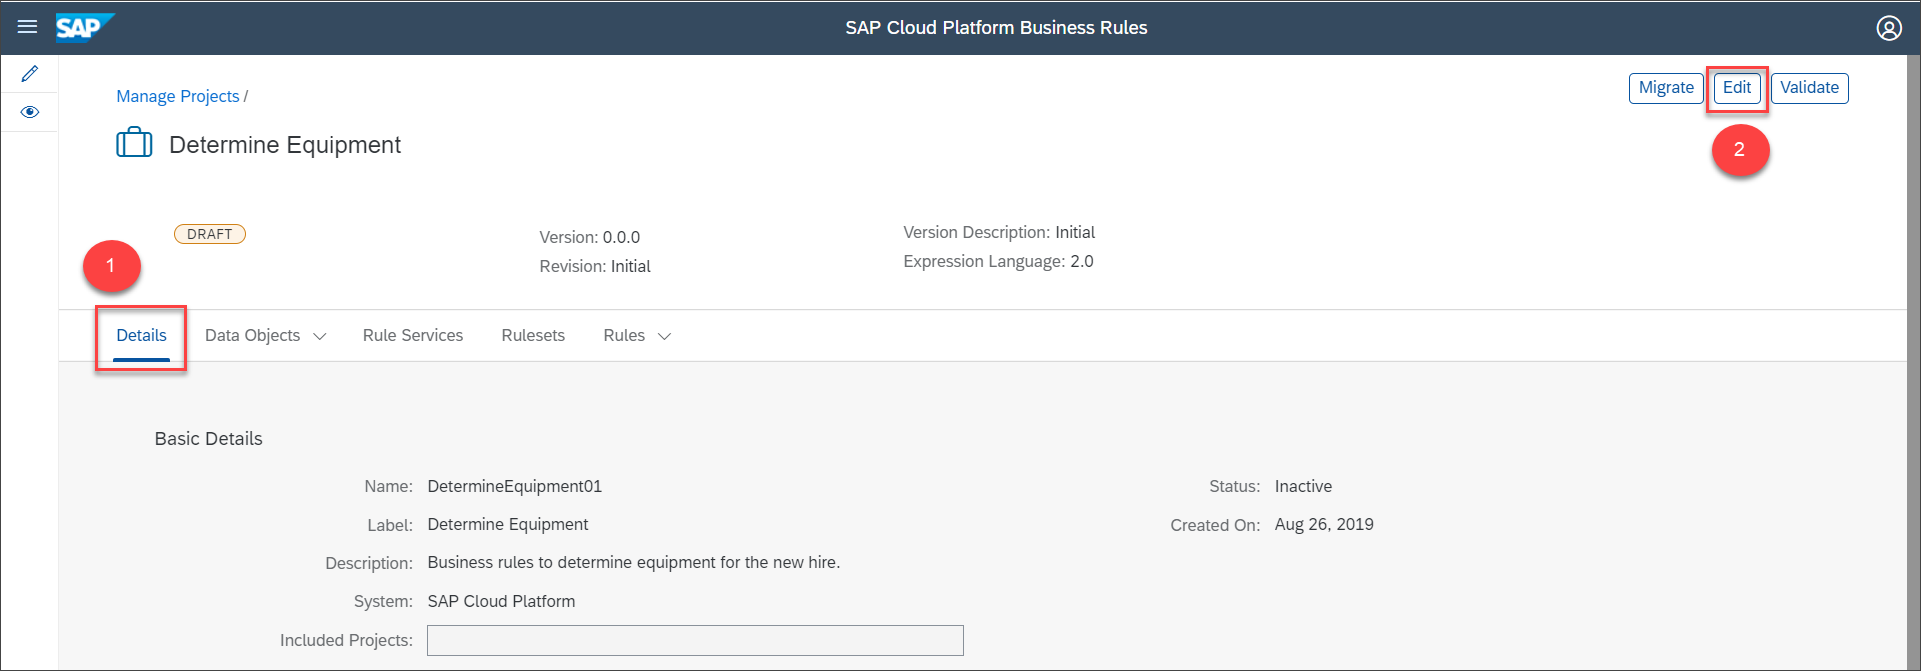 SAP
SAP Cloud Platform Business Rules
Manage Projects /
Migrate
Edit
Validate
Determine Equipment
2
DRAFT
Version: 0.0.0
Revision: Initial
Version Description: Initial
Expression Language: 2.0
1
Details
Data Objects
Rule Services
Rulesets
Rules
Basic Details
Name: DetermineEquipment01
Status: Inactive
Label: Determine Equipment
Created On: Aug 26, 2019
Description: Business rules to determine equipment for the new hire.
System: SAP Cloud Platform
Included Projects: